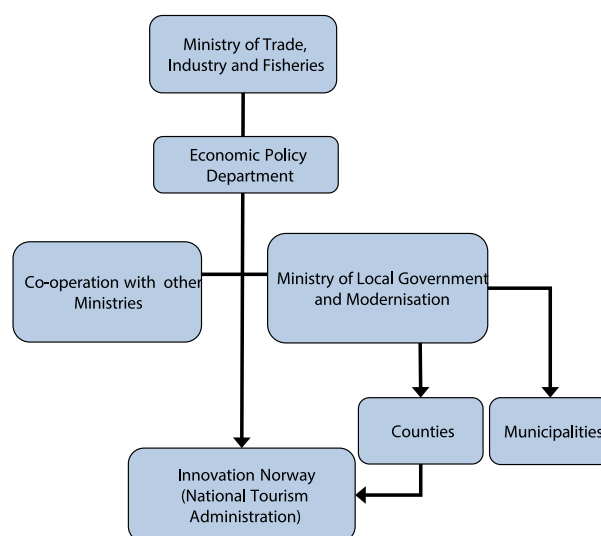 Ministry of Trade,
Industry and Fisheries
Economic Policy
Department
Co-operation with other
Ministries
Ministry of Local Government
and Modernisation
Counties
Municipalities
Innovation Norway
(National Tourism
Administration)